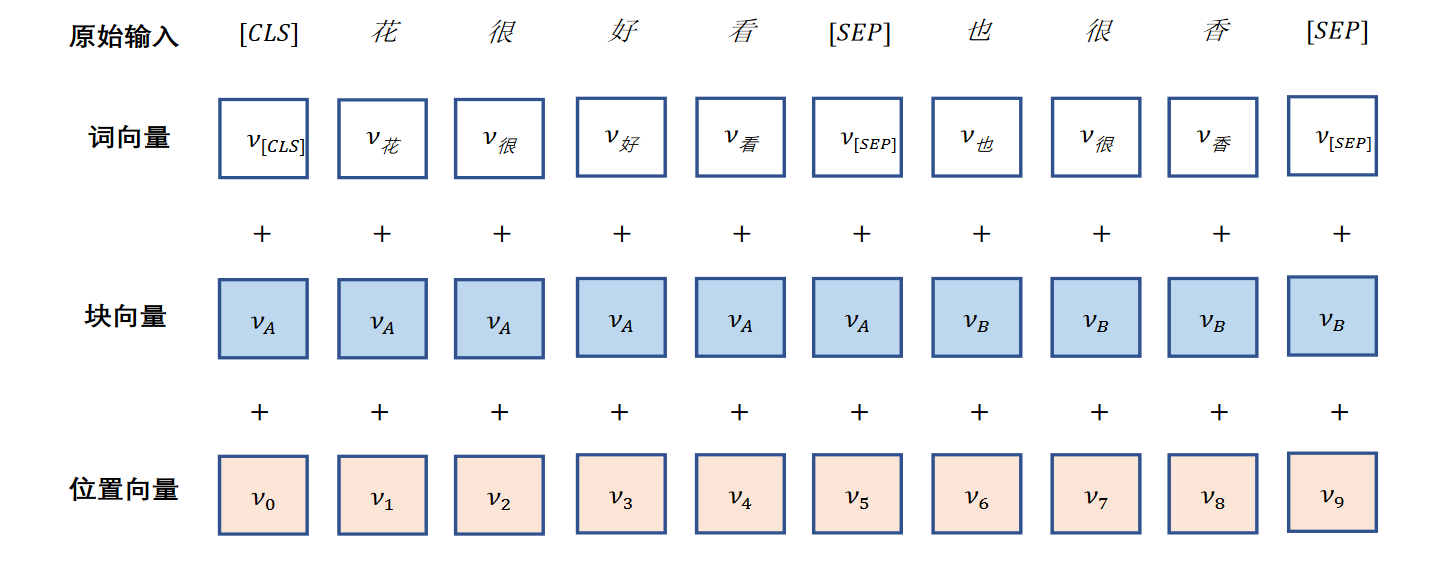 原始输入 [CLS] 花 很 好 看 [SEP] 也 很 香 [SEP]
词向量 v[CLS] v花 v很 v好 v看 v[SEP] v也 v很 v香 v[SEP]
+ + + + + + + + + +
块向量 vA vA vA vA vA vA vB vB vB vB
+ + + + + + + + + +
位置向量 v0 v1 v2 v3 v4 v5 v6 v7 v8 v9